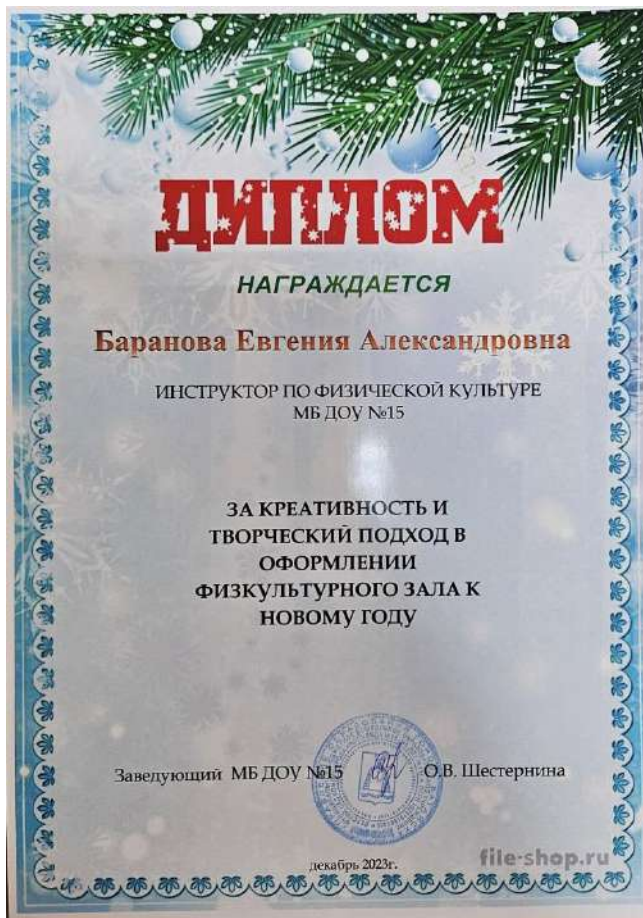 ДИПЛОМ
НАГРАЖДАЕТСЯ
Баранова Евгения Александровна
ИНСТРУКТОР ПО ФИЗИЧЕСКОЙ КУЛЬТУРЕ
МБ ДОУ №15
ЗА КРЕАТИВНОСТЬ И
ТВОРЧЕСКИЙ ПОДХОД В
ОФОРМЛЕНИИ
ФИЗКУЛЬТУРНОГО ЗАЛА К
НОВОМУ ГОДУ
Заведующий МБ ДОУ №15 О.В. Шестернина
декабрь 2023г.
file-shop.ru